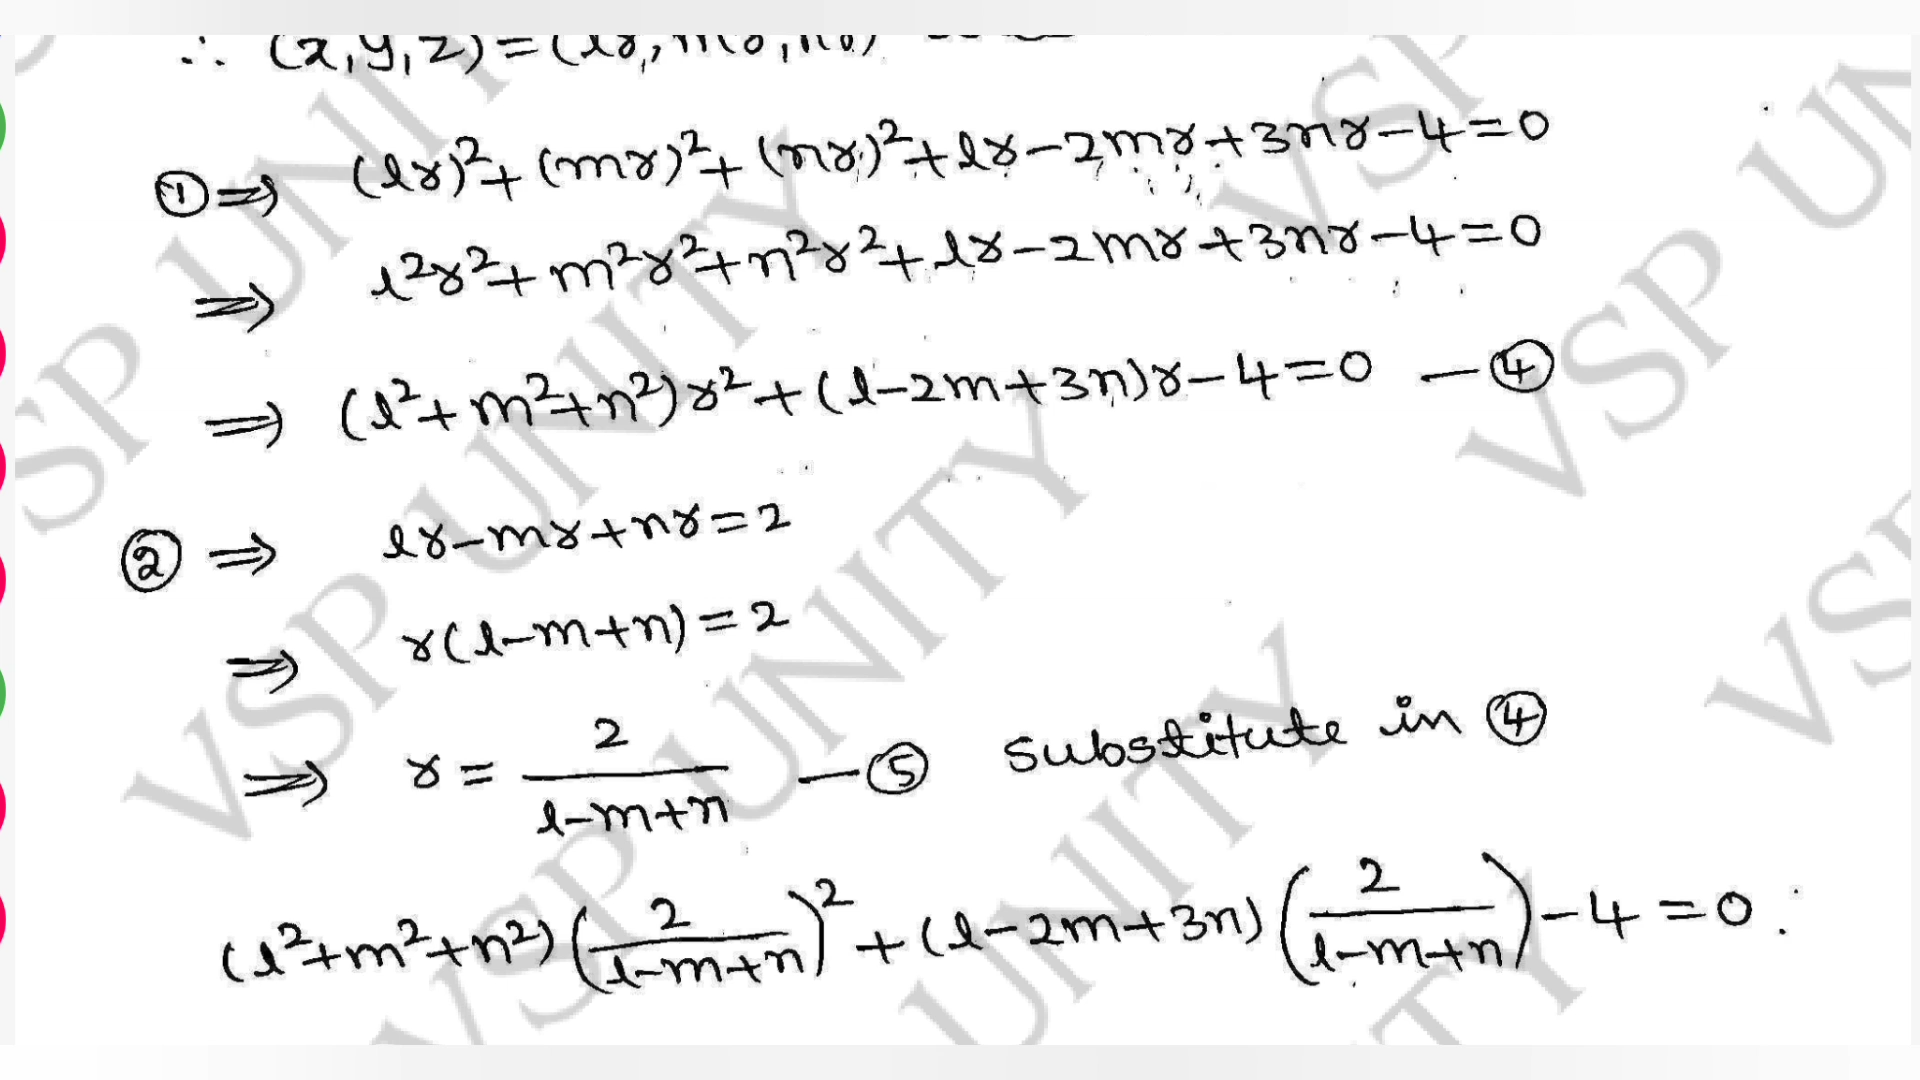 ∴ (x,y,z)=(lr,mr,nr)
① ⇒ (lr)²+(mr)²+(nr)²+lr-2mr+3nr-4=0
⇒ l²r²+m²r²+n²r²+lr-2mr+3nr-4=0
⇒ (l²+m²+n²)r²+(l-2m+3n)r-4=0 —④
② ⇒ lr-mr+nr=2
⇒ r(l-m+n)=2
⇒ r = 2/(l-m+n) —⑤ substitute in ④
(l²+m²+n²)(2/(l-m+n))²+(l-2m+3n)(2/(l-m+n))-4=0.
VSP UNITY